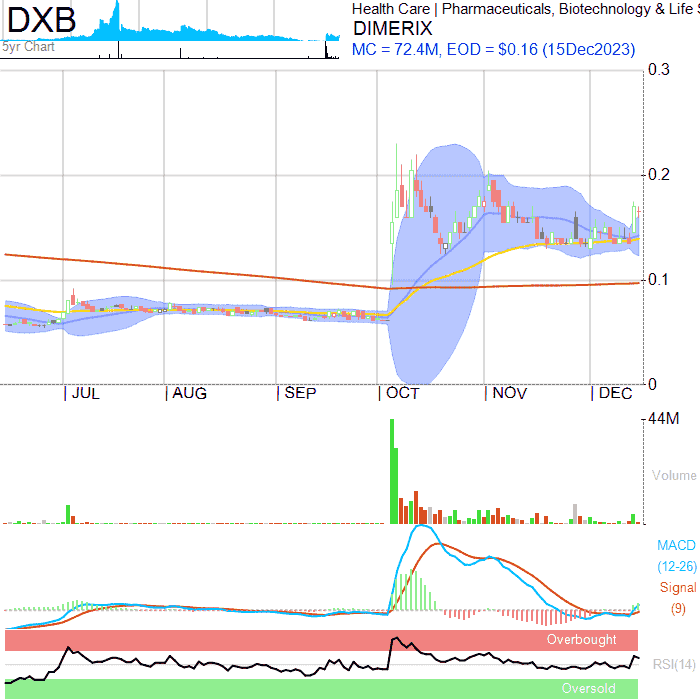 DXB
5yr Chart
Health Care | Pharmaceuticals, Biotechnology & Life S
DIMERIX
MC = 72.4M, EOD = $0.16 (15Dec2023)
0.3
0.2
0.1
0
| JUL | AUG | SEP | OCT | NOV | DEC
44M
Volume
MACD
(12-26)
Signal
(9)
Overbought
RSI(14)
Oversold